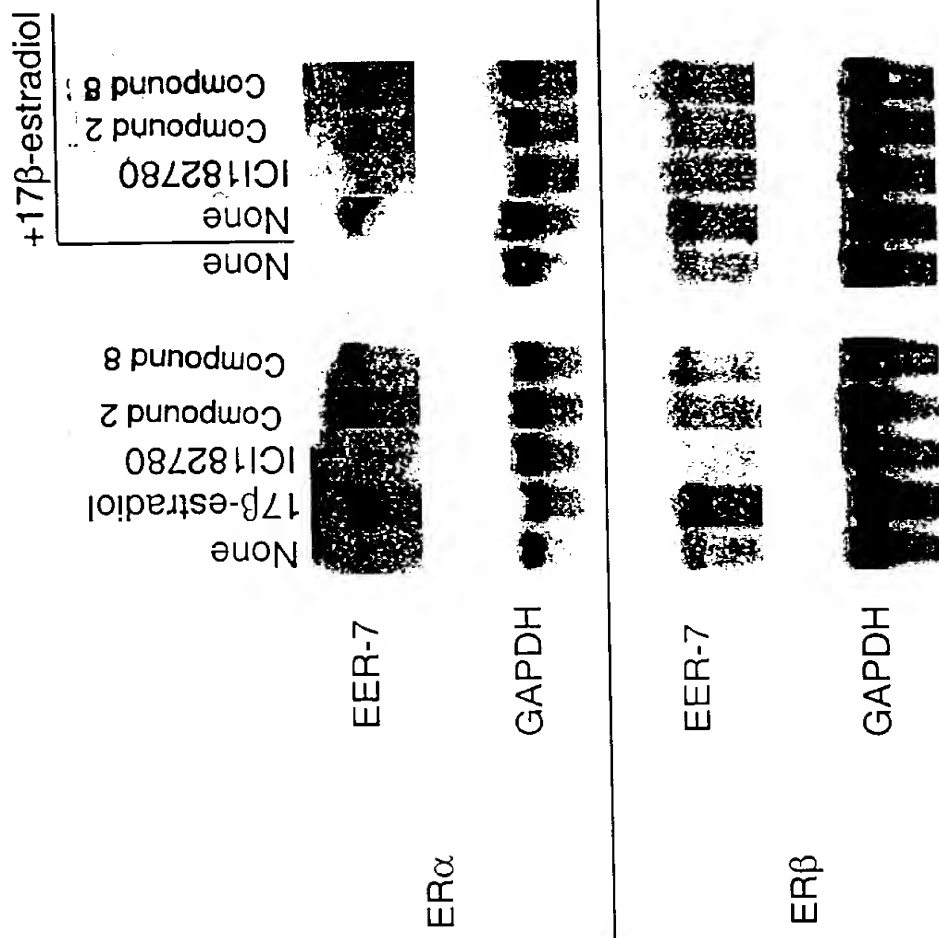 +17β-estradiol
None
17β-estradiol
ICI182780
Compound 2
Compound 8
None
None
ICI182780
Compound 2
Compound 8
ERα
EER-7
GAPDH
ERβ
EER-7
GAPDH